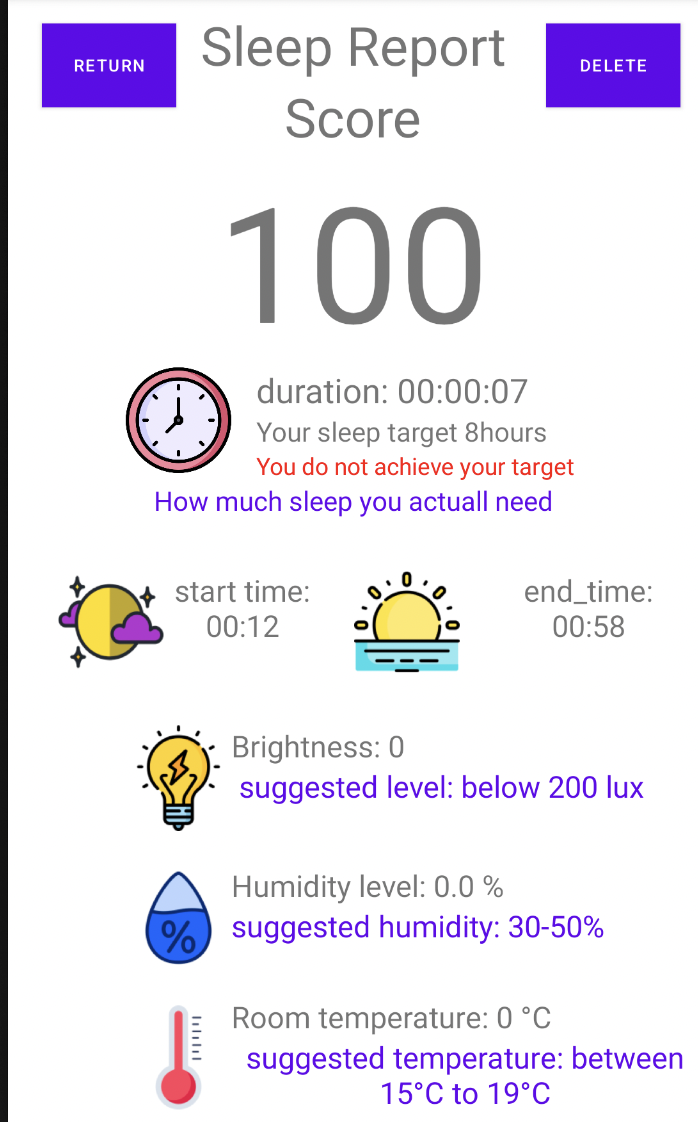 RETURN
Sleep Report
Score
DELETE
100
duration: 00:00:07
Your sleep target 8hours
You do not achieve your target
How much sleep you actuall need
start time:
00:12
end_time:
00:58
Brightness: 0
suggested level: below 200 lux
Humidity level: 0.0 %
suggested humidity: 30-50%
%
Room temperature: 0 °C
suggested temperature: between
15°C to 19°C